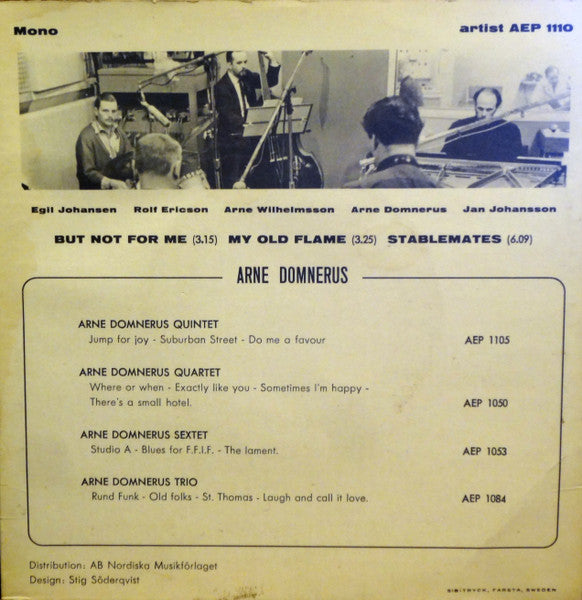 Mono artist AEP 1110
Egil Johansen Rolf Ericson Arne Wilhelmsson Arne Domnerus Jan Johansson
BUT NOT FOR ME (3.15) MY OLD FLAME (3.25) STABLEMATES (6.09)
ARNE DOMNERUS
ARNE DOMNERUS QUINTET
Jump for joy - Suburban Street - Do me a favour AEP 1105
ARNE DOMNERUS QUARTET
Where or when - Exactly like you - Sometimes I'm happy -
There's a small hotel. AEP 1050
ARNE DOMNERUS SEXTET
Studio A - Blues for F.F.I.F. - The lament. AEP 1053
ARNE DOMNERUS TRIO
Rund Funk - Old folks - St. Thomas - Laugh and call it love. AEP 1084
Distribution: AB Nordiska Musikförlaget
Design: Stig Söderqvist
SIB-TRYCK, FARSTA, SWEDEN